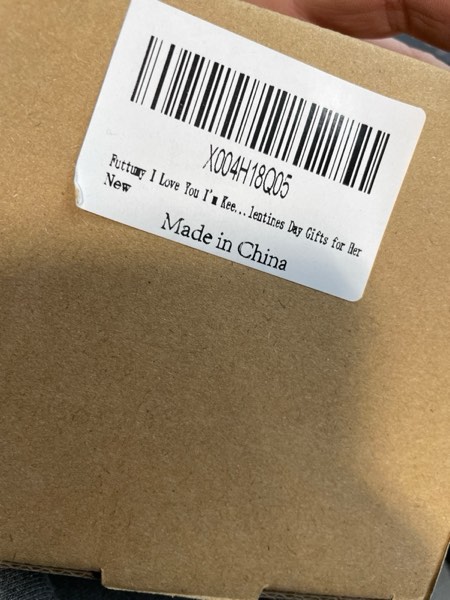 X004H18Q05
Futtumy I Love You I'm Kee...lentines Day Gifts for Her
New
Made in China